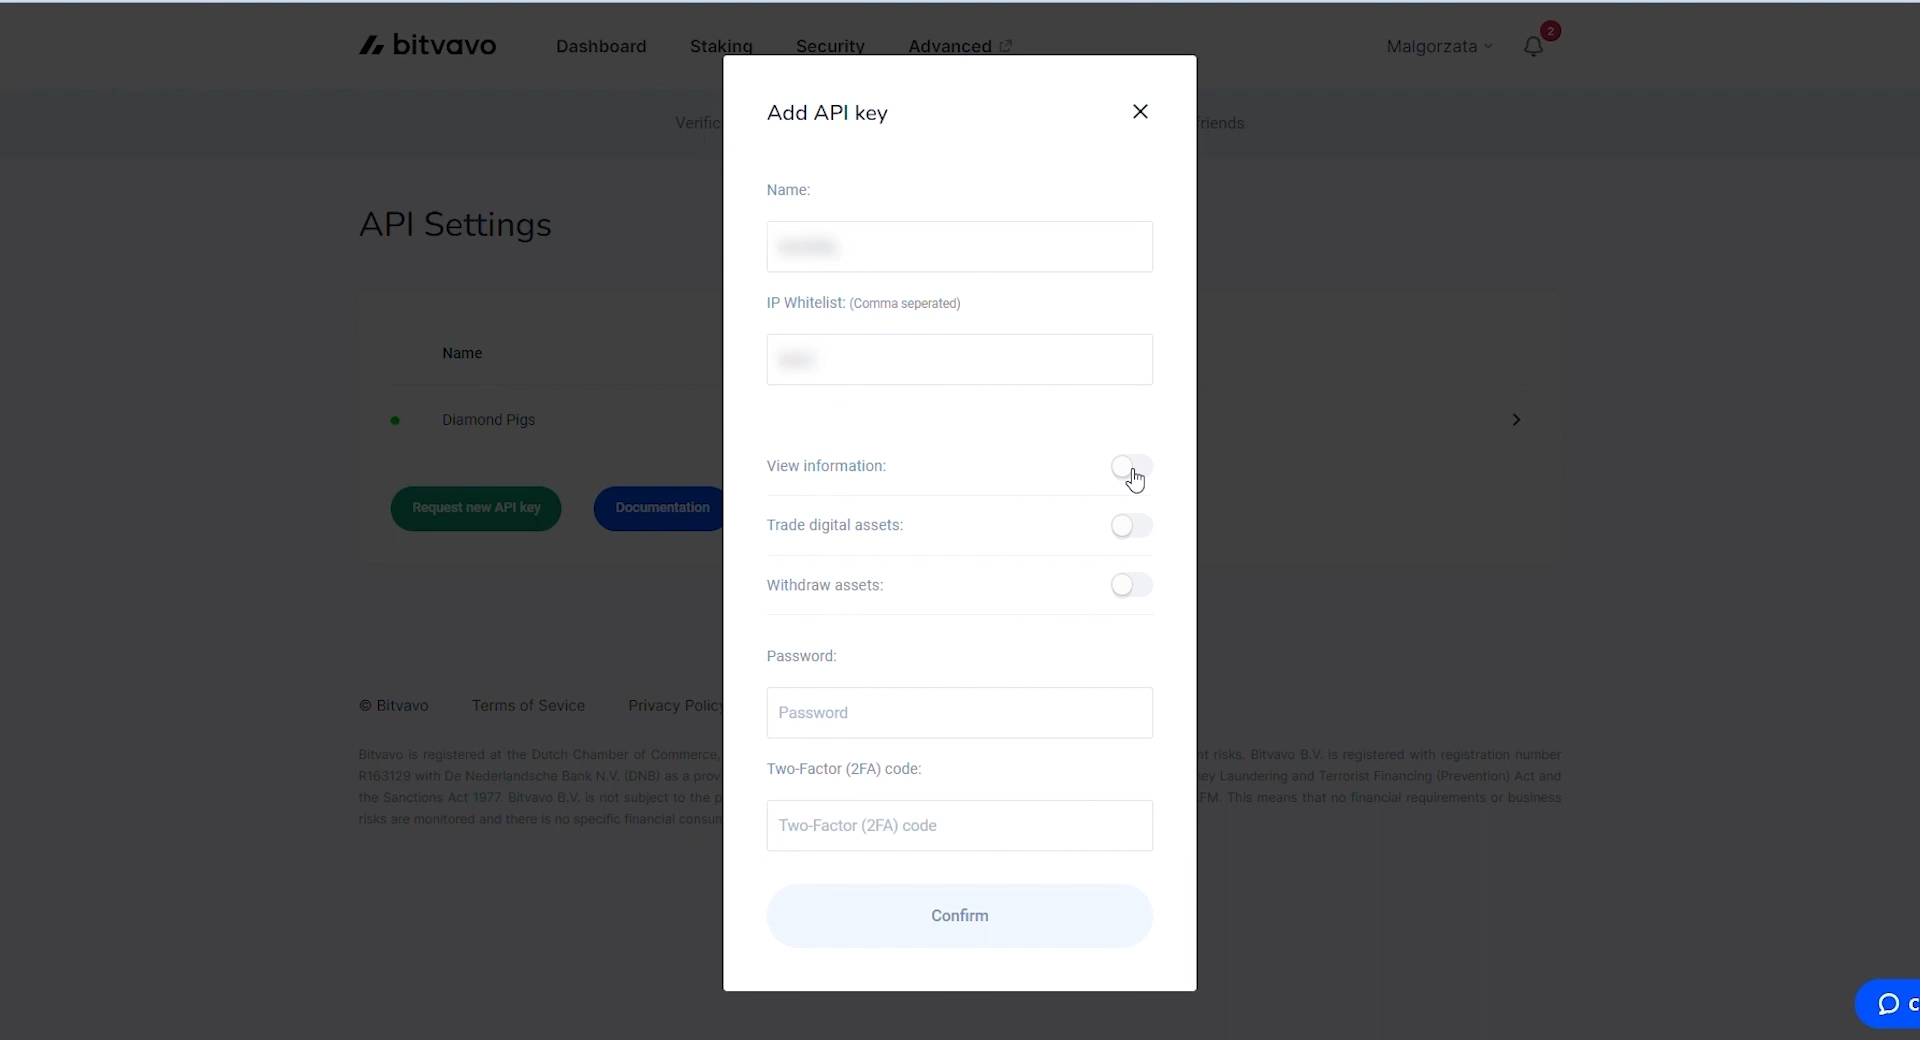 bitvavo
Dashboard
Staking
Security
Advanced
Malgorzata
2
Verific
riends
Add API key
Name:
IP Whitelist: (Comma seperated)
View information:
Trade digital assets:
Withdraw assets:
Password:
Password
Two-Factor (2FA) code:
Two-Factor (2FA) code
Confirm
API Settings
Name
Diamond Pigs
Request new API key
Documentation
© Bitvavo
Terms of Sevice
Privacy Policy
Bitvavo is registered at the Dutch Chamber of Commerce,
nt risks. Bitvavo B.V. is registered with registration number
R163129 with De Nederlandsche Bank N.V. (DNB) as a prov
ey Laundering and Terrorist Financing (Prevention) Act and
the Sanctions Act 1977. Bitvavo B.V. is not subject to the p
FM. This means that no financial requirements or business
risks are monitored and there is no specific financial consum
C